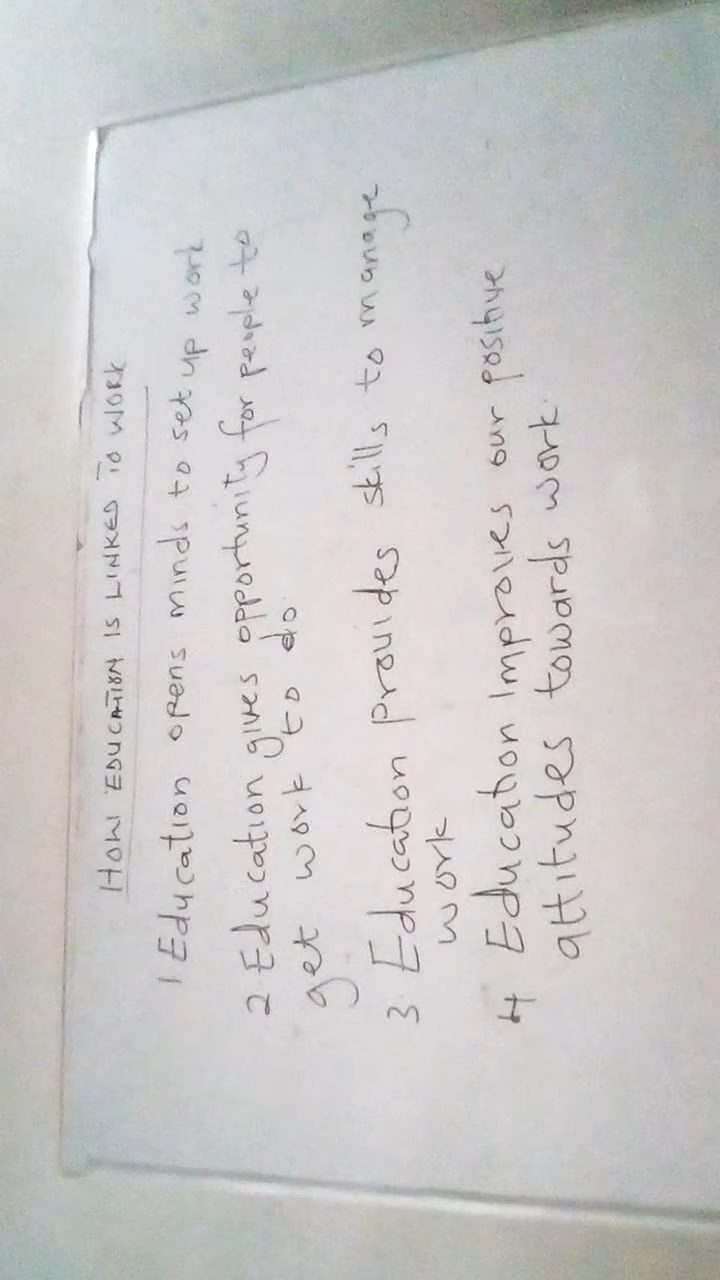 HOW EDUCATION IS LINKED TO WORK
1 Education opens minds to set up work
2 Education gives opportunity for people to
get work to do.
3 Education provides skills to manage
work
4 Education Improves our positive
attitudes towards work.